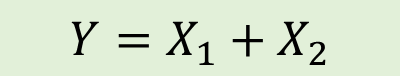 Y = X₁ + X₂